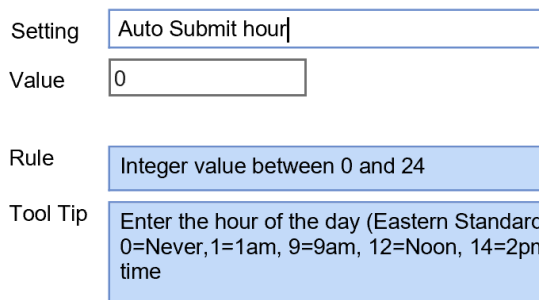 Setting Auto Submit hour
Value 0
Rule Integer value between 0 and 24
Tool Tip Enter the hour of the day (Eastern Standard
0=Never,1=1am, 9=9am, 12=Noon, 14=2pm
time